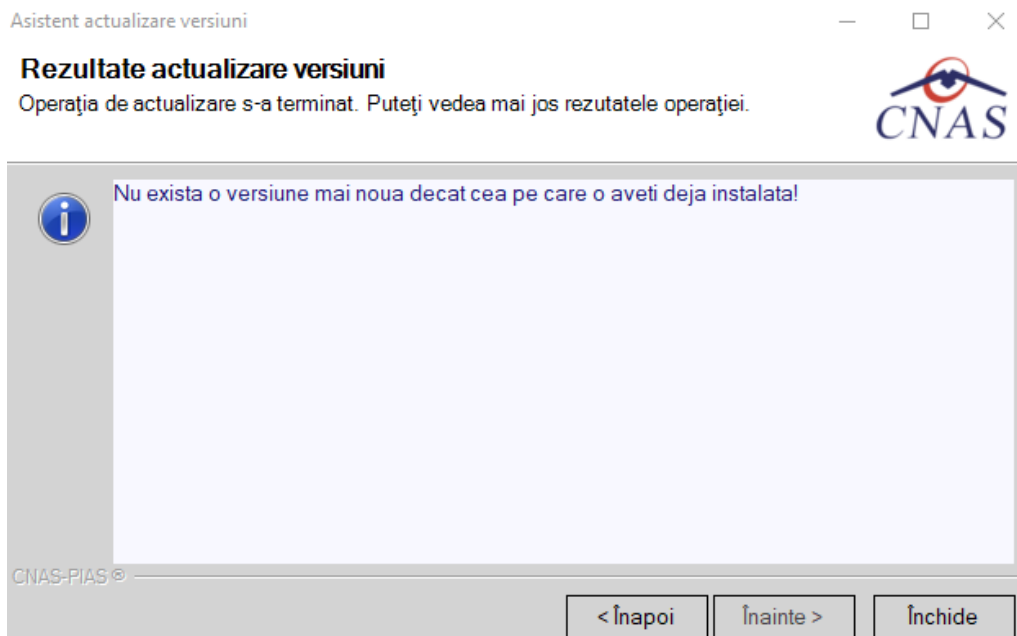 Asistent actualizare versiuni
Rezultate actualizare versiuni
Operaţia de actualizare s-a terminat. Puteţi vedea mai jos rezutatele operaţiei.
CNAS
Nu exista o versiune mai noua decat cea pe care o aveti deja instalata!
CNAS-PIAS ®
< Înapoi
Înainte >
Închide